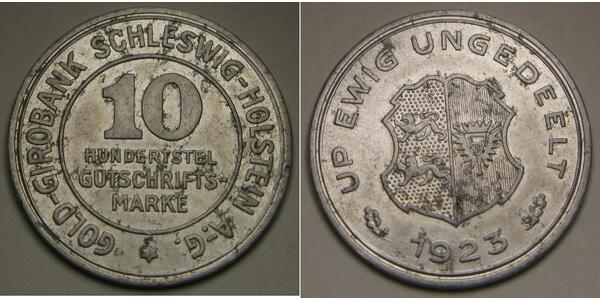 GOLD-GIROBANK SCHLESWIG-HOLSTEIN A.-G.
10
HUNDERTSTEL
GUTSCHRIFTS-
MARKE
UP EWIG UNGEDEELT
1923